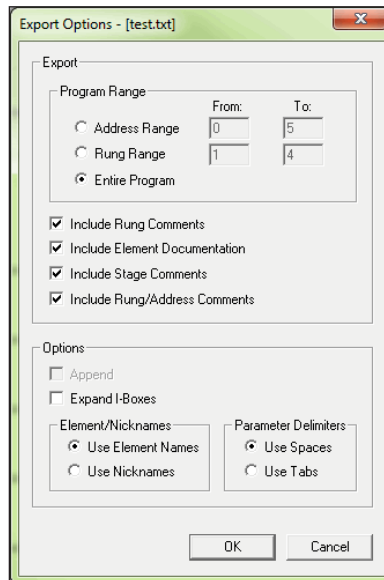 Export Options - [test.txt]
Export
Program Range
From: To:
Address Range 0 5
Rung Range 1 4
Entire Program
Include Rung Comments
Include Element Documentation
Include Stage Comments
Include Rung/Address Comments
Options
Append
Expand I-Boxes
Element/Nicknames Parameter Delimiters
Use Element Names Use Spaces
Use Nicknames Use Tabs
OK Cancel